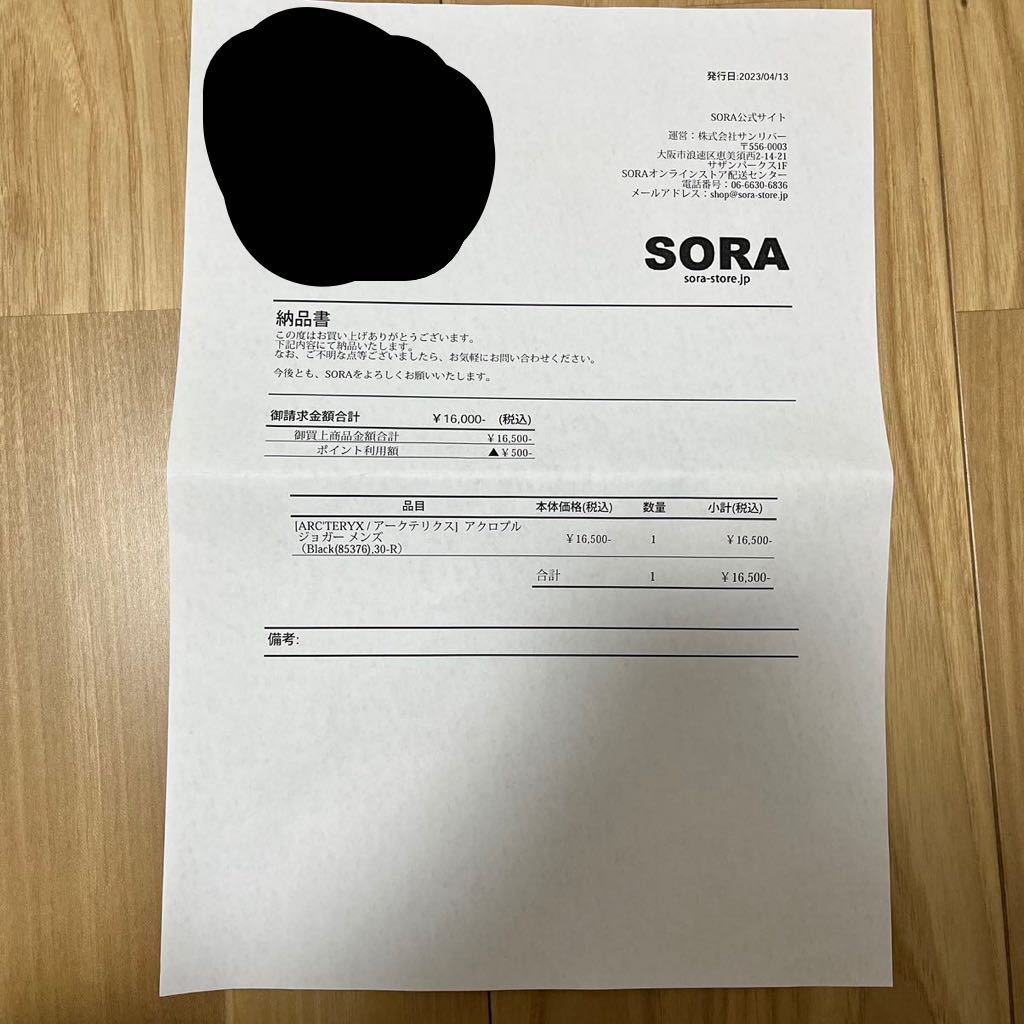 発行日:2023/04/13
SORA公式サイト
運営：株式会社サンリバー
〒556-0003
大阪市浪速区恵美須西2-14-21
サザンパークス1F
SORAオンラインストア配送センター
電話番号：06-6630-6836
メールアドレス：shop@sora-store.jp
SORA
sora-store.jp
納品書
この度はお買い上げありがとうございます。
下記内容にて納品いたします。
なお、ご不明な点等ございましたら、お気軽にお問い合わせください。
今後とも、SORAをよろしくお願いいたします。
御請求金額合計 ￥16,000- (税込)
御買上商品金額合計 ￥16,500-
ポイント利用額 ▲￥500-
品目 本体価格(税込) 数量 小計(税込)
[ARC'TERYX / アークテリクス] アクロプル
ジョガー メンズ ￥16,500- 1 ￥16,500-
（Black(85376),30-R）
合計 1 ￥16,500-
備考: